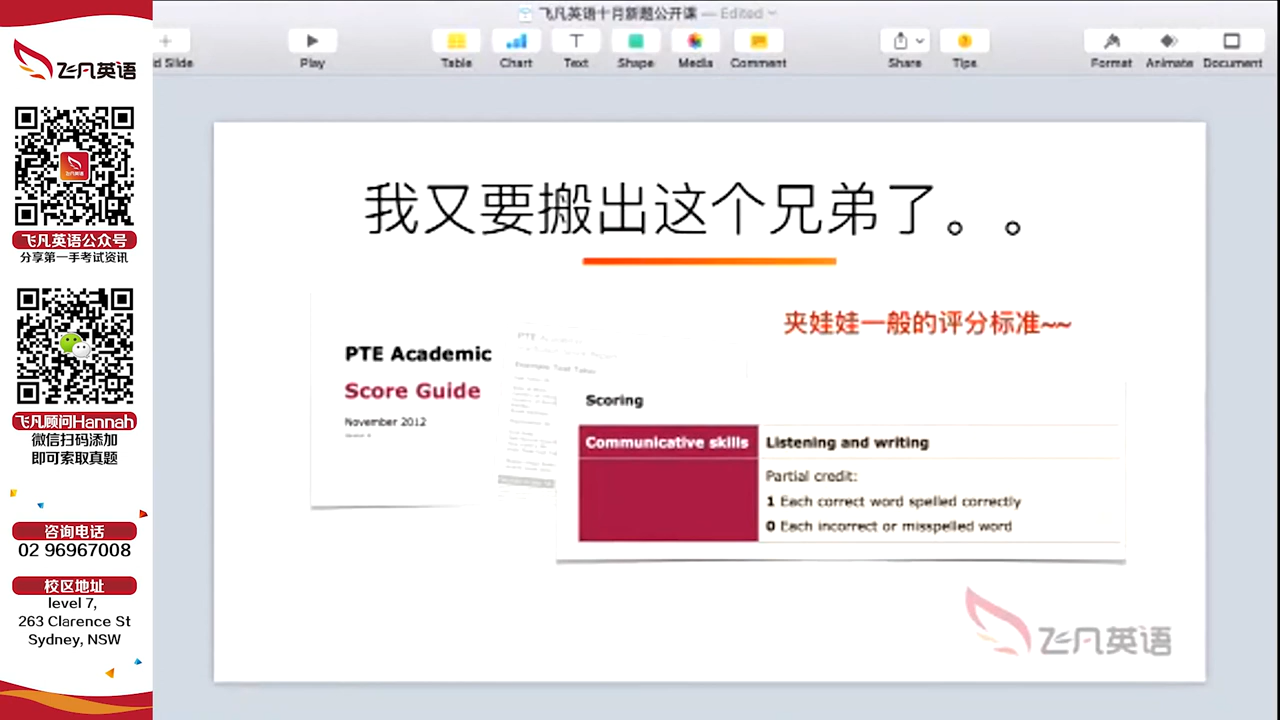 飞凡英语十月新题公开课 — Edited
d Slide
Play
Table
Chart
Text
Shape
Media
Comment
Share
Tips
Format
Animate
Document
飞凡英语
飞凡英语公众号
分享第一手考试资讯
飞凡顾问Hannah
微信扫码添加
即可索取真题
咨询电话
02 96967008
校区地址
level 7,
263 Clarence St
Sydney, NSW
我又要搬出这个兄弟了。。
夹娃娃一般的评分标准~~
PTE Academic
Score Guide
November 2012
Scoring
Communicative skills
Listening and writing
Partial credit:
1 Each correct word spelled correctly
0 Each incorrect or misspelled word
飞凡英语